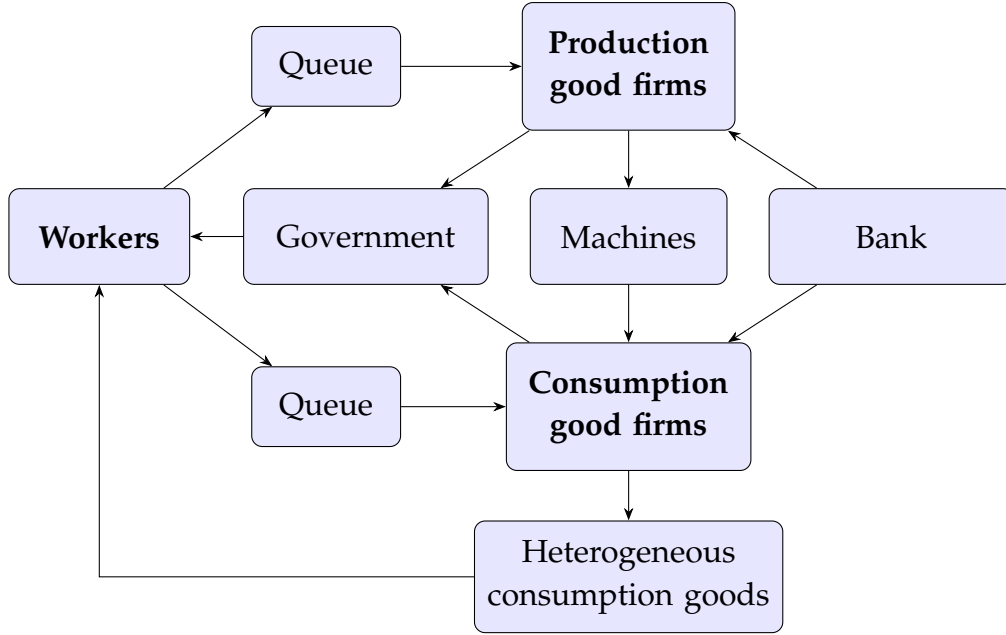 Queue
Production
good firms
Workers
Government
Machines
Bank
Queue
Consumption
good firms
Heterogeneous
consumption goods